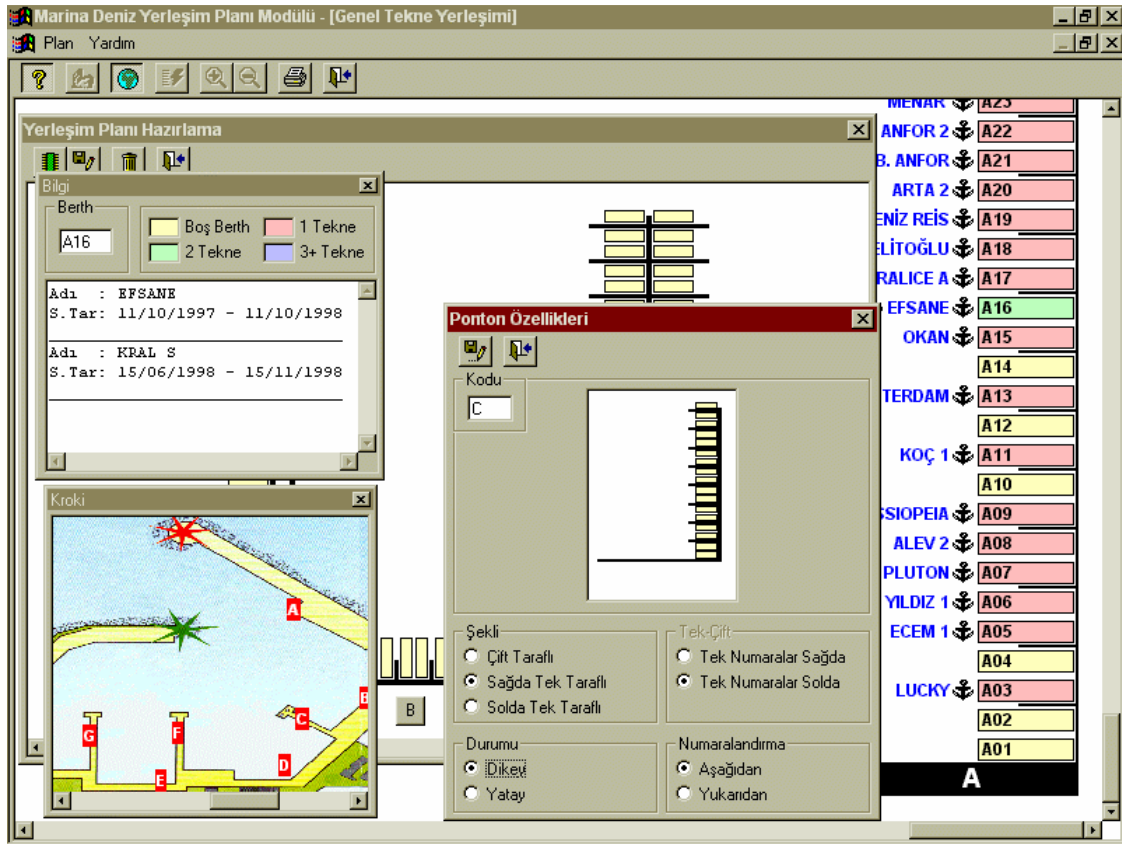 Marina Deniz Yerleşim Planı Modülü - [Genel Tekne Yerleşimi]
Plan Yardım
Yerleşim Planı Hazırlama
Bilgi
Berth
A16
Boş Berth
1 Tekne
2 Tekne
3+ Tekne
Adı : EFSANE
S.Tar: 11/10/1997 - 11/10/1998
Adı : KRAL S
S.Tar: 15/06/1998 - 15/11/1998
Kroki
A
B
C
D
E
F
G
B
Ponton Özellikleri
Kodu
C
Şekli
Çift Taraflı
Sağda Tek Taraflı
Solda Tek Taraflı
Tek-Çift
Tek Numaralar Sağda
Tek Numaralar Solda
Durumu
Dikey
Yatay
Numaralandırma
Aşağıdan
Yukarıdan
MENAR A23
ANFOR 2 A22
B. ANFOR A21
ARTA 2 A20
ENİZ REİS A19
ELİTOĞLU A18
RALICE A A17
EFSANE A16
OKAN A15
A14
TERDAM A13
A12
KOÇ 1 A11
A10
SSIOPEIA A09
ALEV 2 A08
PLUTON A07
YILDIZ 1 A06
ECEM 1 A05
A04
LUCKY A03
A02
A01
A